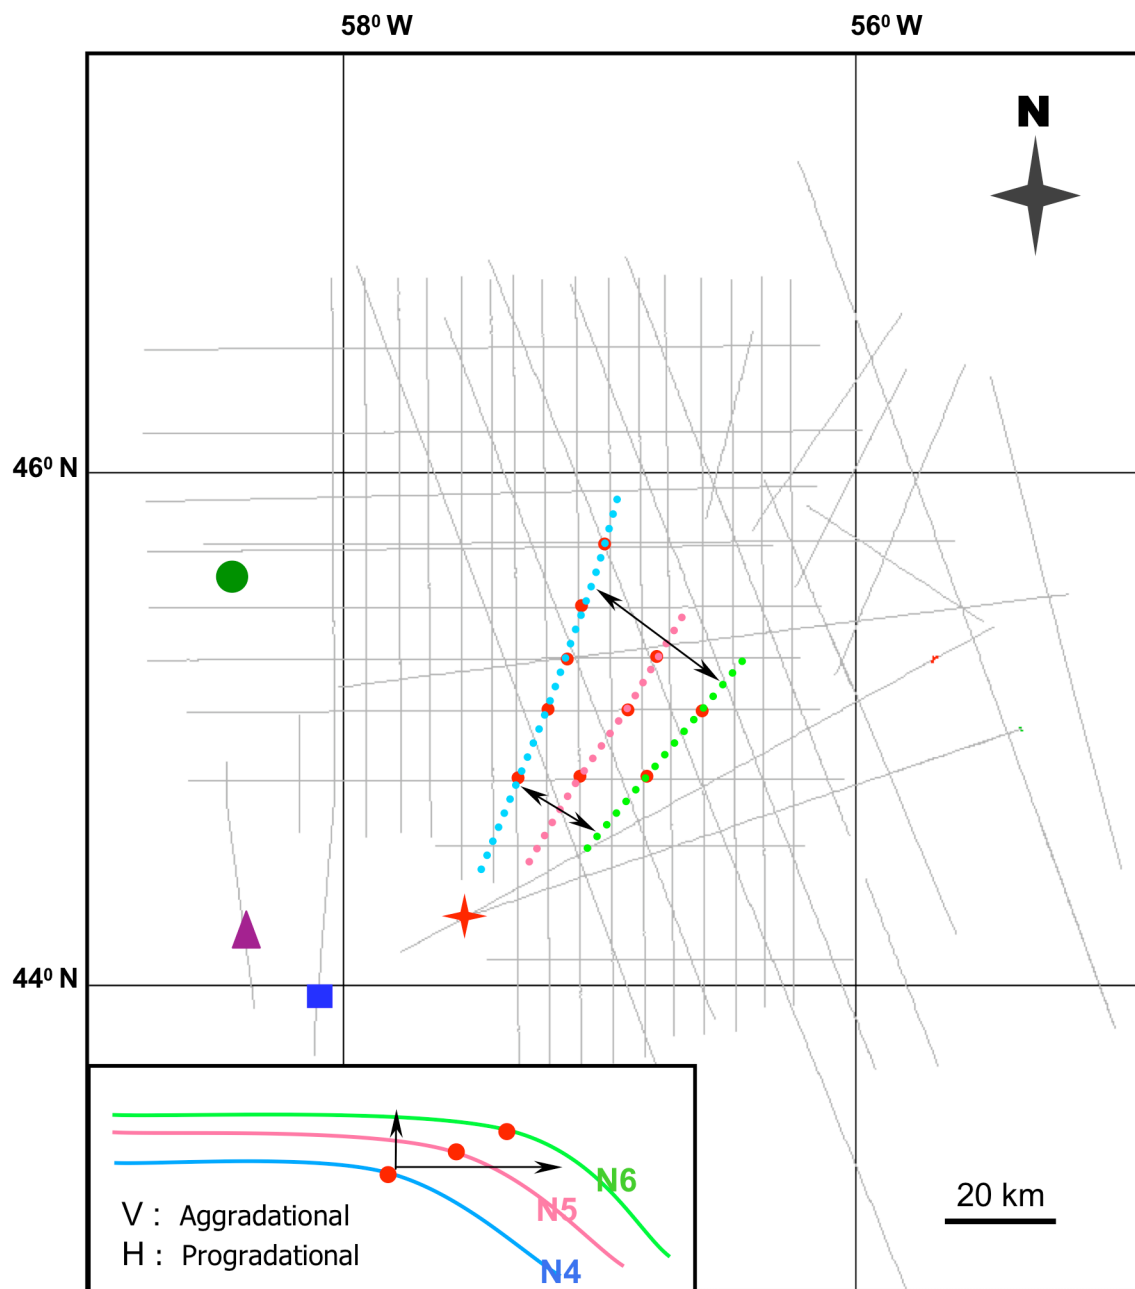 58⁰ W 56⁰ W
N
46⁰ N
44⁰ N
N6
N5
N4
V : Aggradational
H : Progradational
20 km